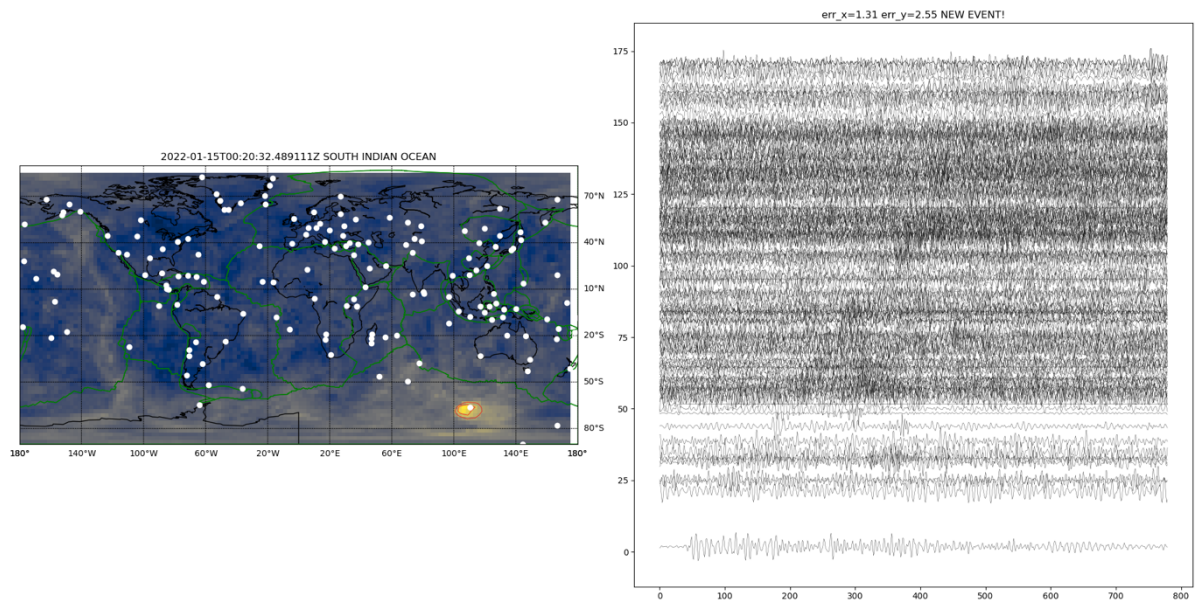 err_x=1.31 err_y=2.55 NEW EVENT!
2022-01-15T00:20:32.489111Z SOUTH INDIAN OCEAN
70°N
40°N
10°N
20°S
50°S
80°S
180° 140°W 100°W 60°W 20°W 20°E 60°E 100°E 140°E 180°
175
150
125
100
75
50
25
0
0 100 200 300 400 500 600 700 800